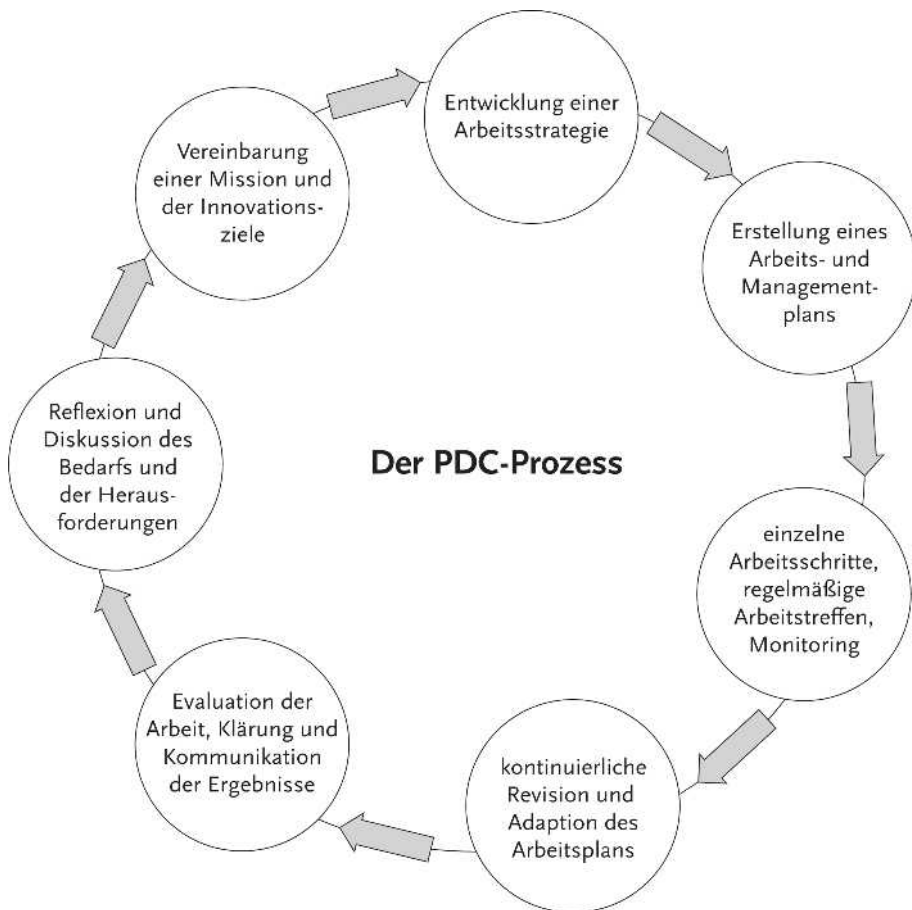 Entwicklung einer
Arbeitsstrategie
Erstellung eines
Arbeits- und
Management-
plans
einzelne
Arbeitsschritte,
regelmäßige
Arbeitstreffen,
Monitoring
kontinuierliche
Revision und
Adaption des
Arbeitsplans
Evaluation der
Arbeit, Klärung und
Kommunikation
der Ergebnisse
Reflexion und
Diskussion des
Bedarfs und
der Heraus-
forderungen
Vereinbarung
einer Mission und
der Innovations-
ziele
Der PDC-Prozess